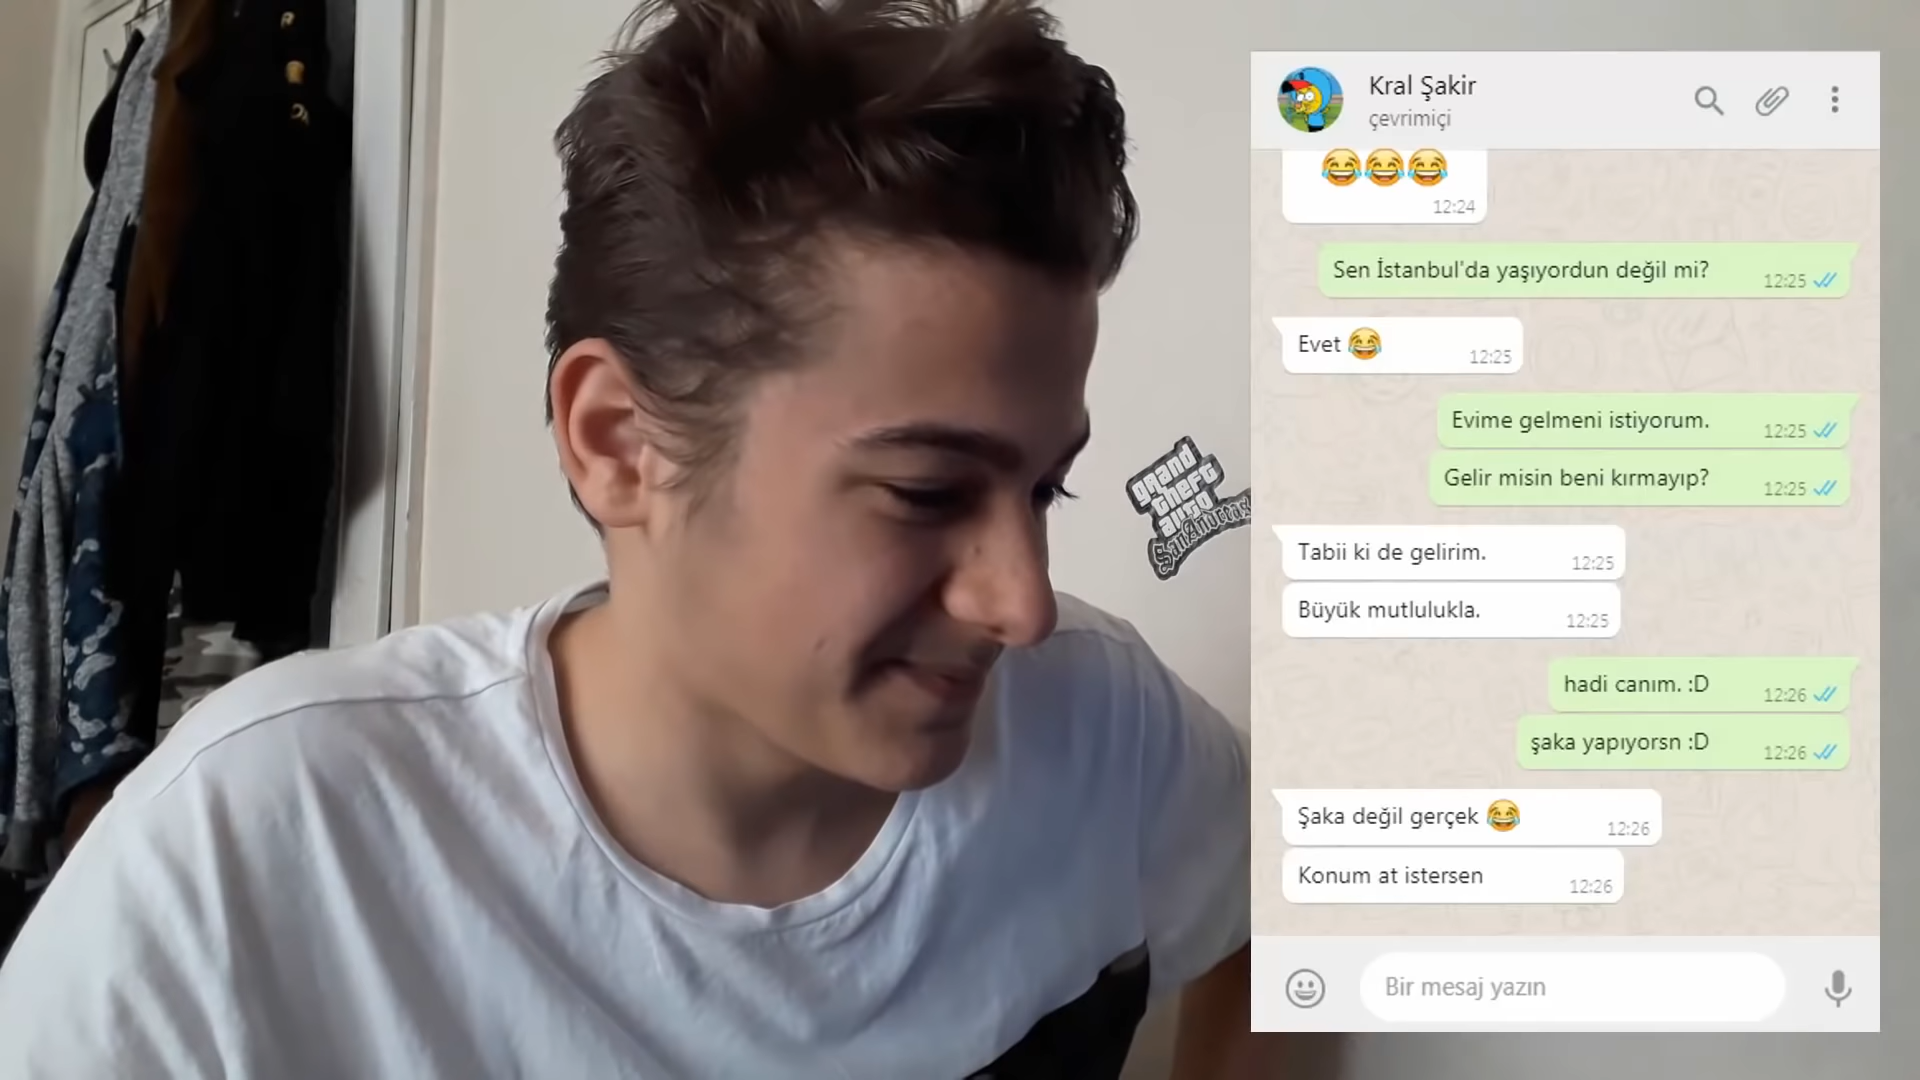 Kral Şakir
çevrimiçi
😂😂😂
12:24
Sen İstanbul'da yaşıyordun değil mi?
12:25
Evet 😂
12:25
Evime gelmeni istiyorum.
12:25
Gelir misin beni kırmayıp?
12:25
Tabii ki de gelirim.
12:25
Büyük mutlulukla.
12:25
hadi canım. :D
12:26
şaka yapıyorsn :D
12:26
Şaka değil gerçek 😂
12:26
Konum at istersen
12:26
Bir mesaj yazın
grand
theft
auto
San Andreas